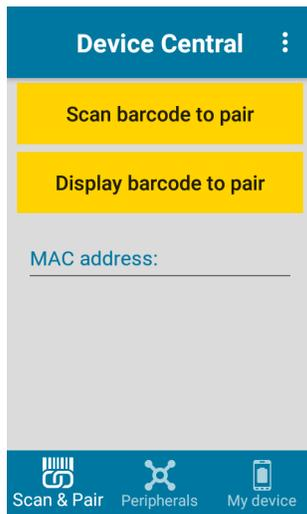 Device Central
Scan barcode to pair
Display barcode to pair
MAC address:
Scan & Pair Peripherals My device